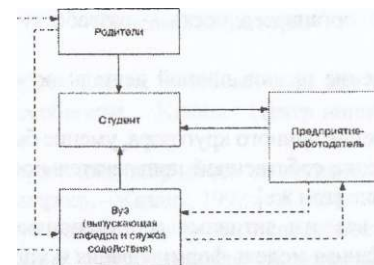 Родители
Студент
Предприятие-
работодатель
Вуз
(выпускающая
кафедра и служба
содействия)